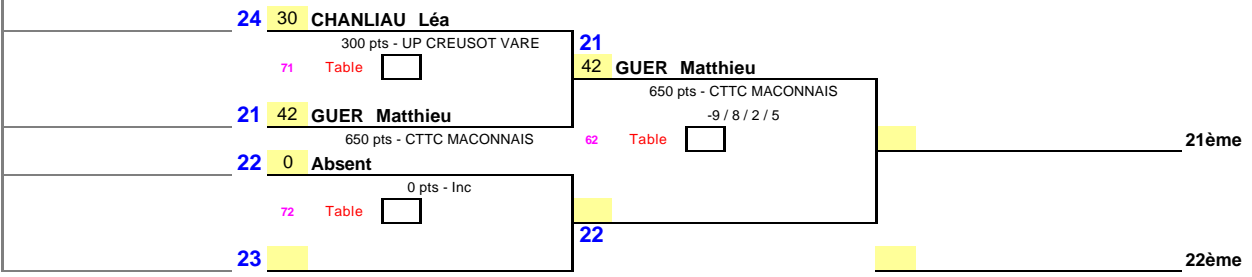 24 30 CHANLIAU Léa
300 pts - UP CREUSOT VARE
21
71 Table
42 GUER Matthieu
650 pts - CTTC MACONNAIS
21 42 GUER Matthieu
-9 / 8 / 2 / 5
650 pts - CTTC MACONNAIS
62 Table
21ème
22 0 Absent
0 pts - Inc
72 Table
22
23
22ème